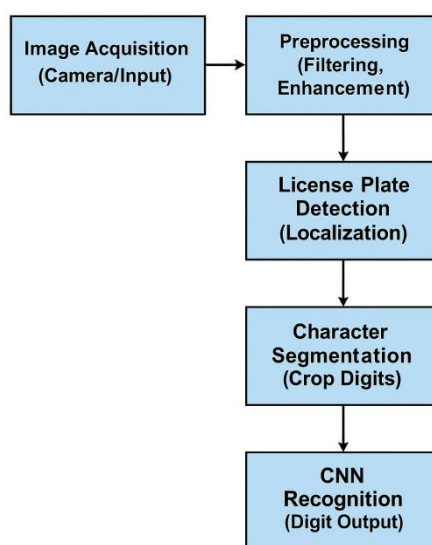 Image Acquisition
(Camera/Input)
Preprocessing
(Filtering,
Enhancement)
License Plate
Detection
(Localization)
Character
Segmentation
(Crop Digits)
CNN
Recognition
(Digit Output)